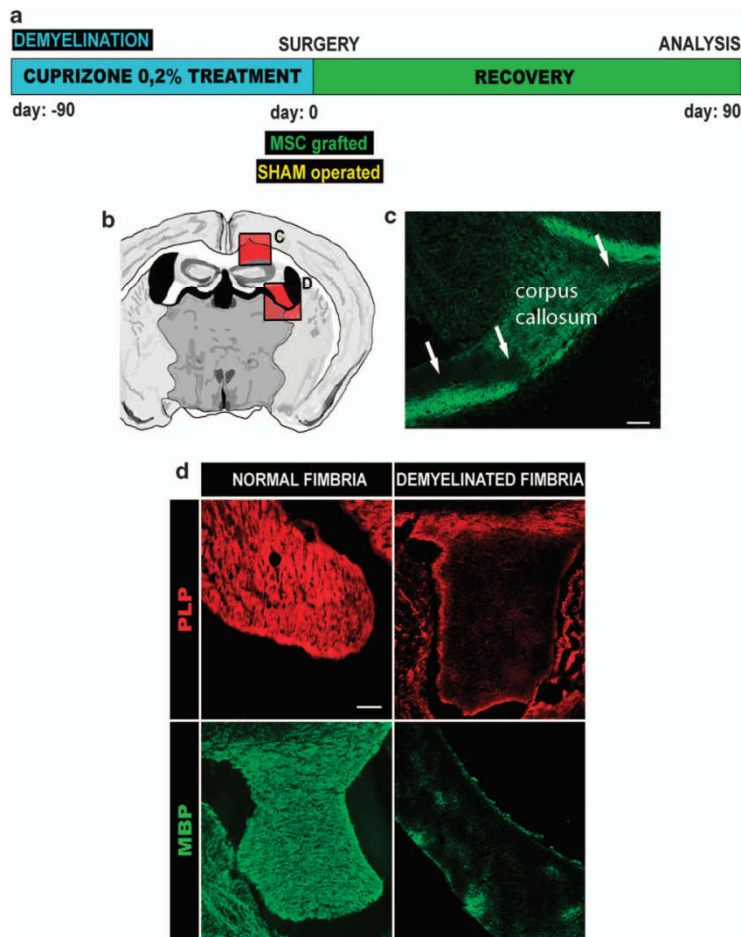 a
DEMYELINATION SURGERY ANALYSIS
CUPRIZONE 0,2% TREATMENT RECOVERY
day: -90 day: 0 day: 90
MSC grafted
SHAM operated
b
C
D
c
corpus
callosum
d
NORMAL FIMBRIA DEMYELINATED FIMBRIA
PLP
MBP